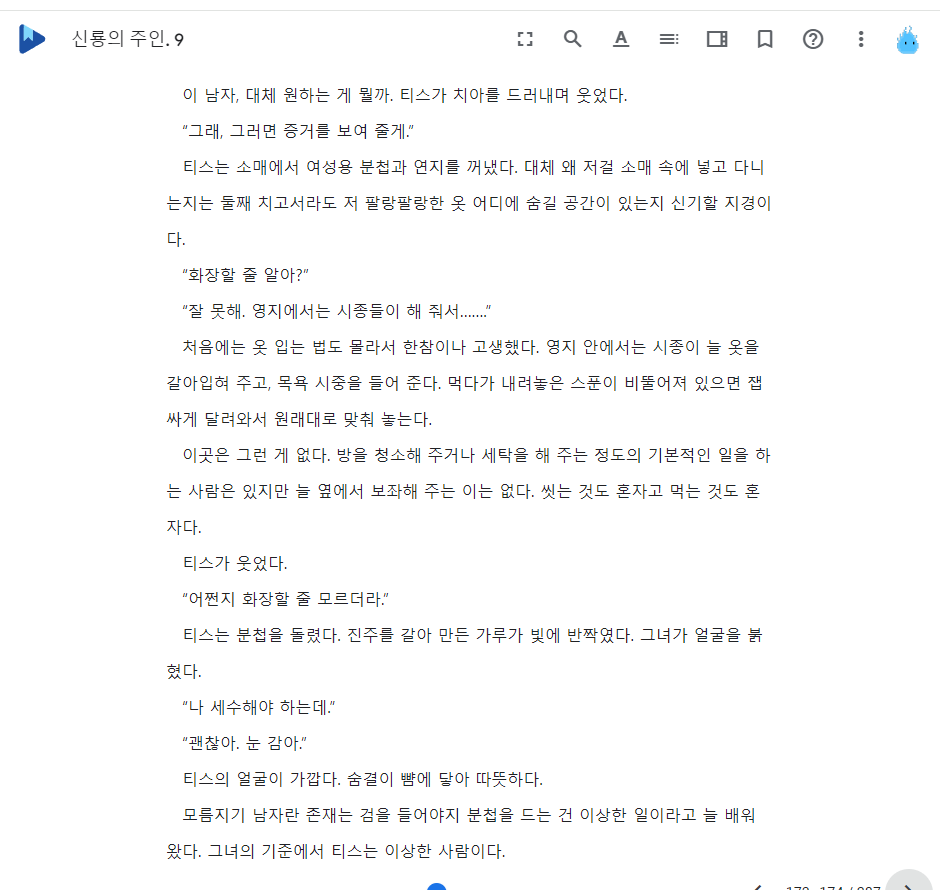 신룡의 주인. 9
이 남자, 대체 원하는 게 뭘까. 티스가 치아를 드러내며 웃었다.
“그래, 그러면 증거를 보여 줄게.”
티스는 소매에서 여성용 분첩과 연지를 꺼냈다. 대체 왜 저걸 소매 속에 넣고 다니
는지는 둘째 치고서라도 저 팔랑팔랑한 옷 어디에 숨길 공간이 있는지 신기할 지경이
다.
“화장할 줄 알아?”
“잘 못해. 영지에서는 시종들이 해 줘서…….”
처음에는 옷 입는 법도 몰라서 한참이나 고생했다. 영지 안에서는 시종이 늘 옷을
갈아입혀 주고, 목욕 시중을 들어 준다. 먹다가 내려놓은 스푼이 비뚤어져 있으면 잽
싸게 달려와서 원래대로 맞춰 놓는다.
이곳은 그런 게 없다. 방을 청소해 주거나 세탁을 해 주는 정도의 기본적인 일을 하
는 사람은 있지만 늘 옆에서 보좌해 주는 이는 없다. 씻는 것도 혼자고 먹는 것도 혼
자다.
티스가 웃었다.
“어쩐지 화장할 줄 모르더라.”
티스는 분첩을 돌렸다. 진주를 갈아 만든 가루가 빛에 반짝였다. 그녀가 얼굴을 붉
혔다.
“나 세수해야 하는데.”
“괜찮아. 눈 감아.”
티스의 얼굴이 가깝다. 숨결이 뺨에 닿아 따뜻하다.
모름지기 남자란 존재는 검을 들어야지 분첩을 드는 건 이상한 일이라고 늘 배워
왔다. 그녀의 기준에서 티스는 이상한 사람이다.